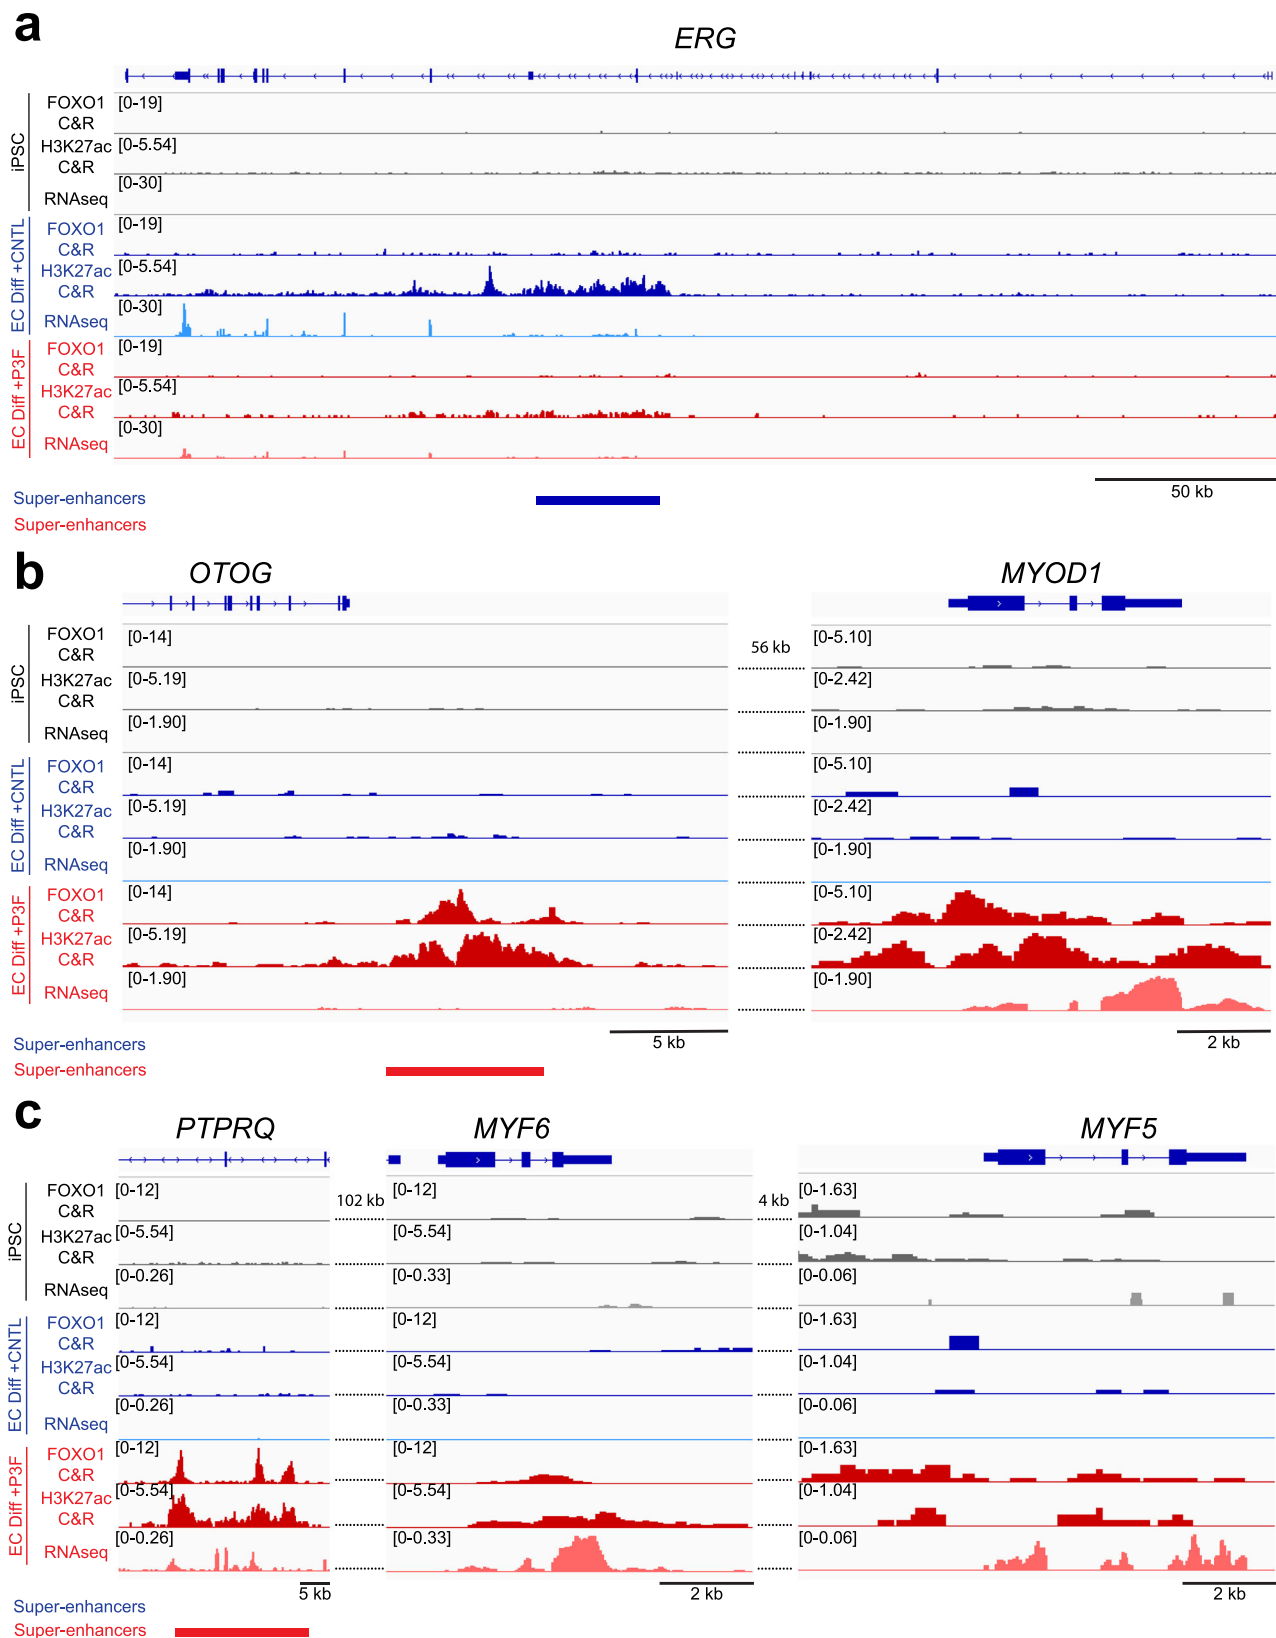 a
ERG
iPSC
FOXO1 C&R [0-19]
H3K27ac C&R [0-5.54]
RNAseq [0-30]
EC Diff +CNTL
FOXO1 C&R [0-19]
H3K27ac C&R [0-5.54]
RNAseq [0-30]
EC Diff +P3F
FOXO1 C&R [0-19]
H3K27ac C&R [0-5.54]
RNAseq [0-30]
50 kb
Super-enhancers
Super-enhancers
b
OTOG MYOD1
iPSC
FOXO1 C&R [0-14] 56 kb [0-5.10]
H3K27ac C&R [0-5.19] [0-2.42]
RNAseq [0-1.90] [0-1.90]
EC Diff +CNTL
FOXO1 C&R [0-14] [0-5.10]
H3K27ac C&R [0-5.19] [0-2.42]
RNAseq [0-1.90] [0-1.90]
EC Diff +P3F
FOXO1 C&R [0-14] [0-5.10]
H3K27ac C&R [0-5.19] [0-2.42]
RNAseq [0-1.90] [0-1.90]
5 kb 2 kb
Super-enhancers
Super-enhancers
c
PTPRQ MYF6 MYF5
iPSC
FOXO1 C&R [0-12] 102 kb [0-12] 4 kb [0-1.63]
H3K27ac C&R [0-5.54] [0-5.54] [0-1.04]
RNAseq [0-0.26] [0-0.33] [0-0.06]
EC Diff +CNTL
FOXO1 C&R [0-12] [0-12] [0-1.63]
H3K27ac C&R [0-5.54] [0-5.54] [0-1.04]
RNAseq [0-0.26] [0-0.33] [0-0.06]
EC Diff +P3F
FOXO1 C&R [0-12] [0-12] [0-1.63]
H3K27ac C&R [0-5.54] [0-5.54] [0-1.04]
RNAseq [0-0.26] [0-0.33] [0-0.06]
5 kb 2 kb 2 kb
Super-enhancers
Super-enhancers